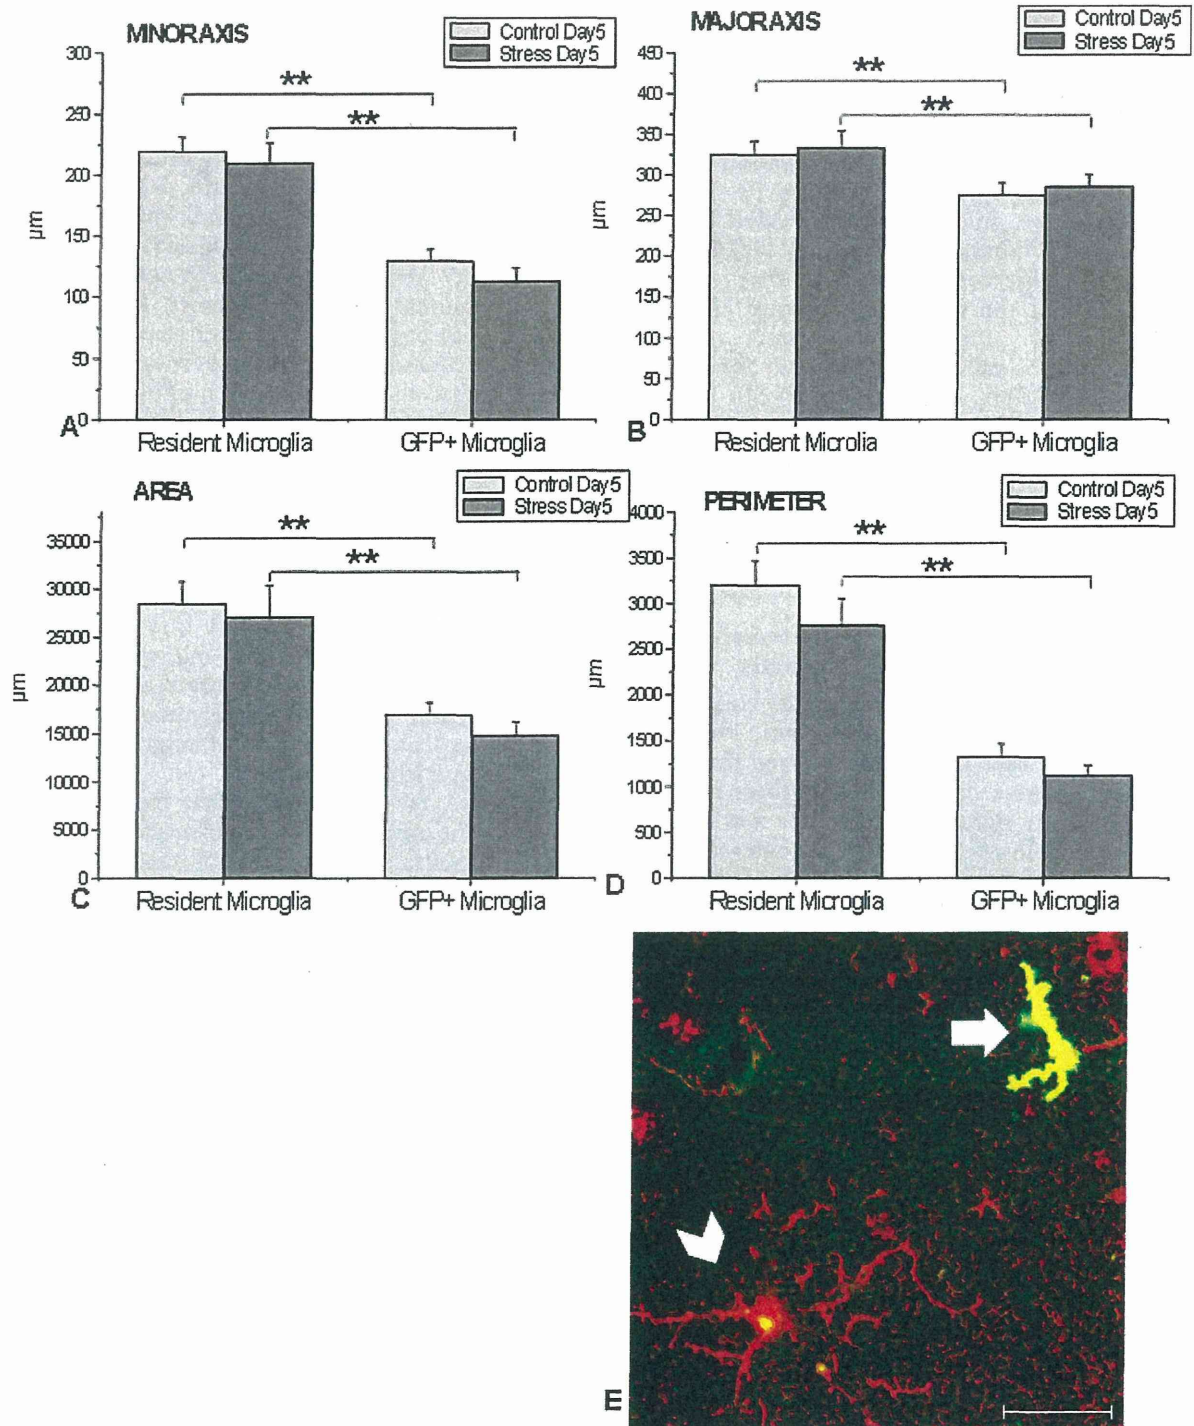 MINORAXIS
Control Day5
Stress Day5
300
250
200
150
100
50
0
µm
**
**
A
Resident Microglia
GFP+ Microglia
MAJORAXIS
Control Day5
Stress Day5
450
400
350
300
250
200
150
100
50
0
µm
**
**
B
Resident Microlia
GFP+ Microglia
AREA
Control Day5
Stress Day5
35000
30000
25000
20000
15000
10000
5000
0
µm
**
**
C
Resident Microglia
GFP+ Microglia
PERIMETER
Control Day5
Stress Day5
4000
3500
3000
2500
2000
1500
1000
500
0
µm
**
**
D
Resident Microglia
GFP+ Microglia
E